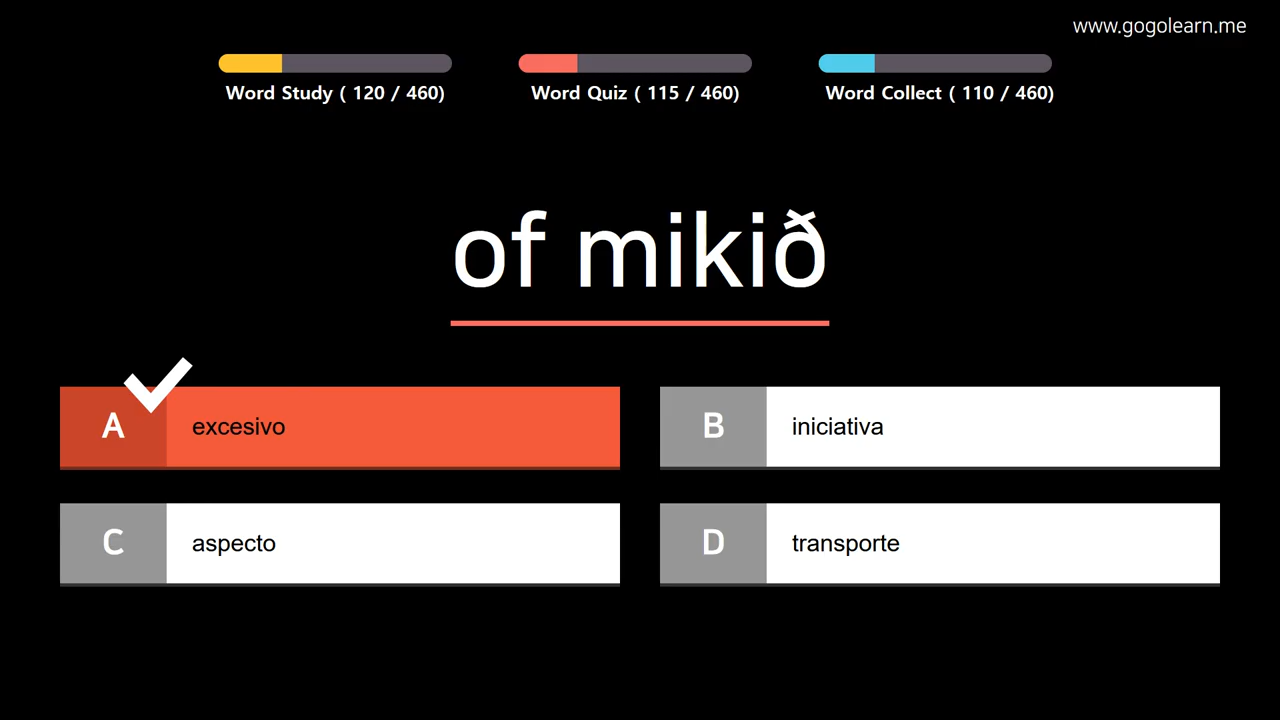 www.gogolearn.me
Word Study ( 120 / 460)
Word Quiz ( 115 / 460)
Word Collect ( 110 / 460)
of mikið
A
excesivo
B
iniciativa
C
aspecto
D
transporte